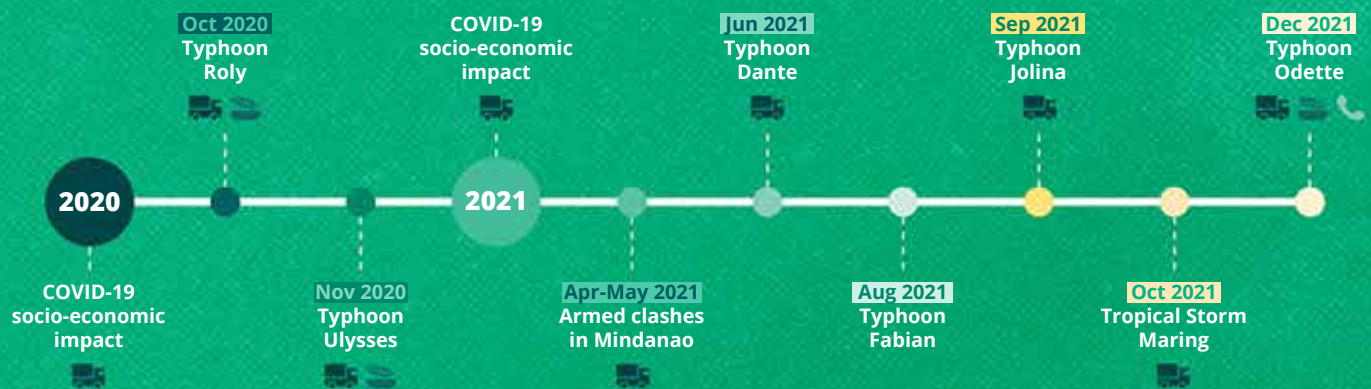 Oct 2020
Typhoon
Roly
COVID-19
socio-economic
impact
Jun 2021
Typhoon
Dante
Sep 2021
Typhoon
Jolina
Dec 2021
Typhoon
Odette
2020
2021
COVID-19
socio-economic
impact
Nov 2020
Typhoon
Ulysses
Apr-May 2021
Armed clashes
in Mindanao
Aug 2021
Typhoon
Fabian
Oct 2021
Tropical Storm
Maring